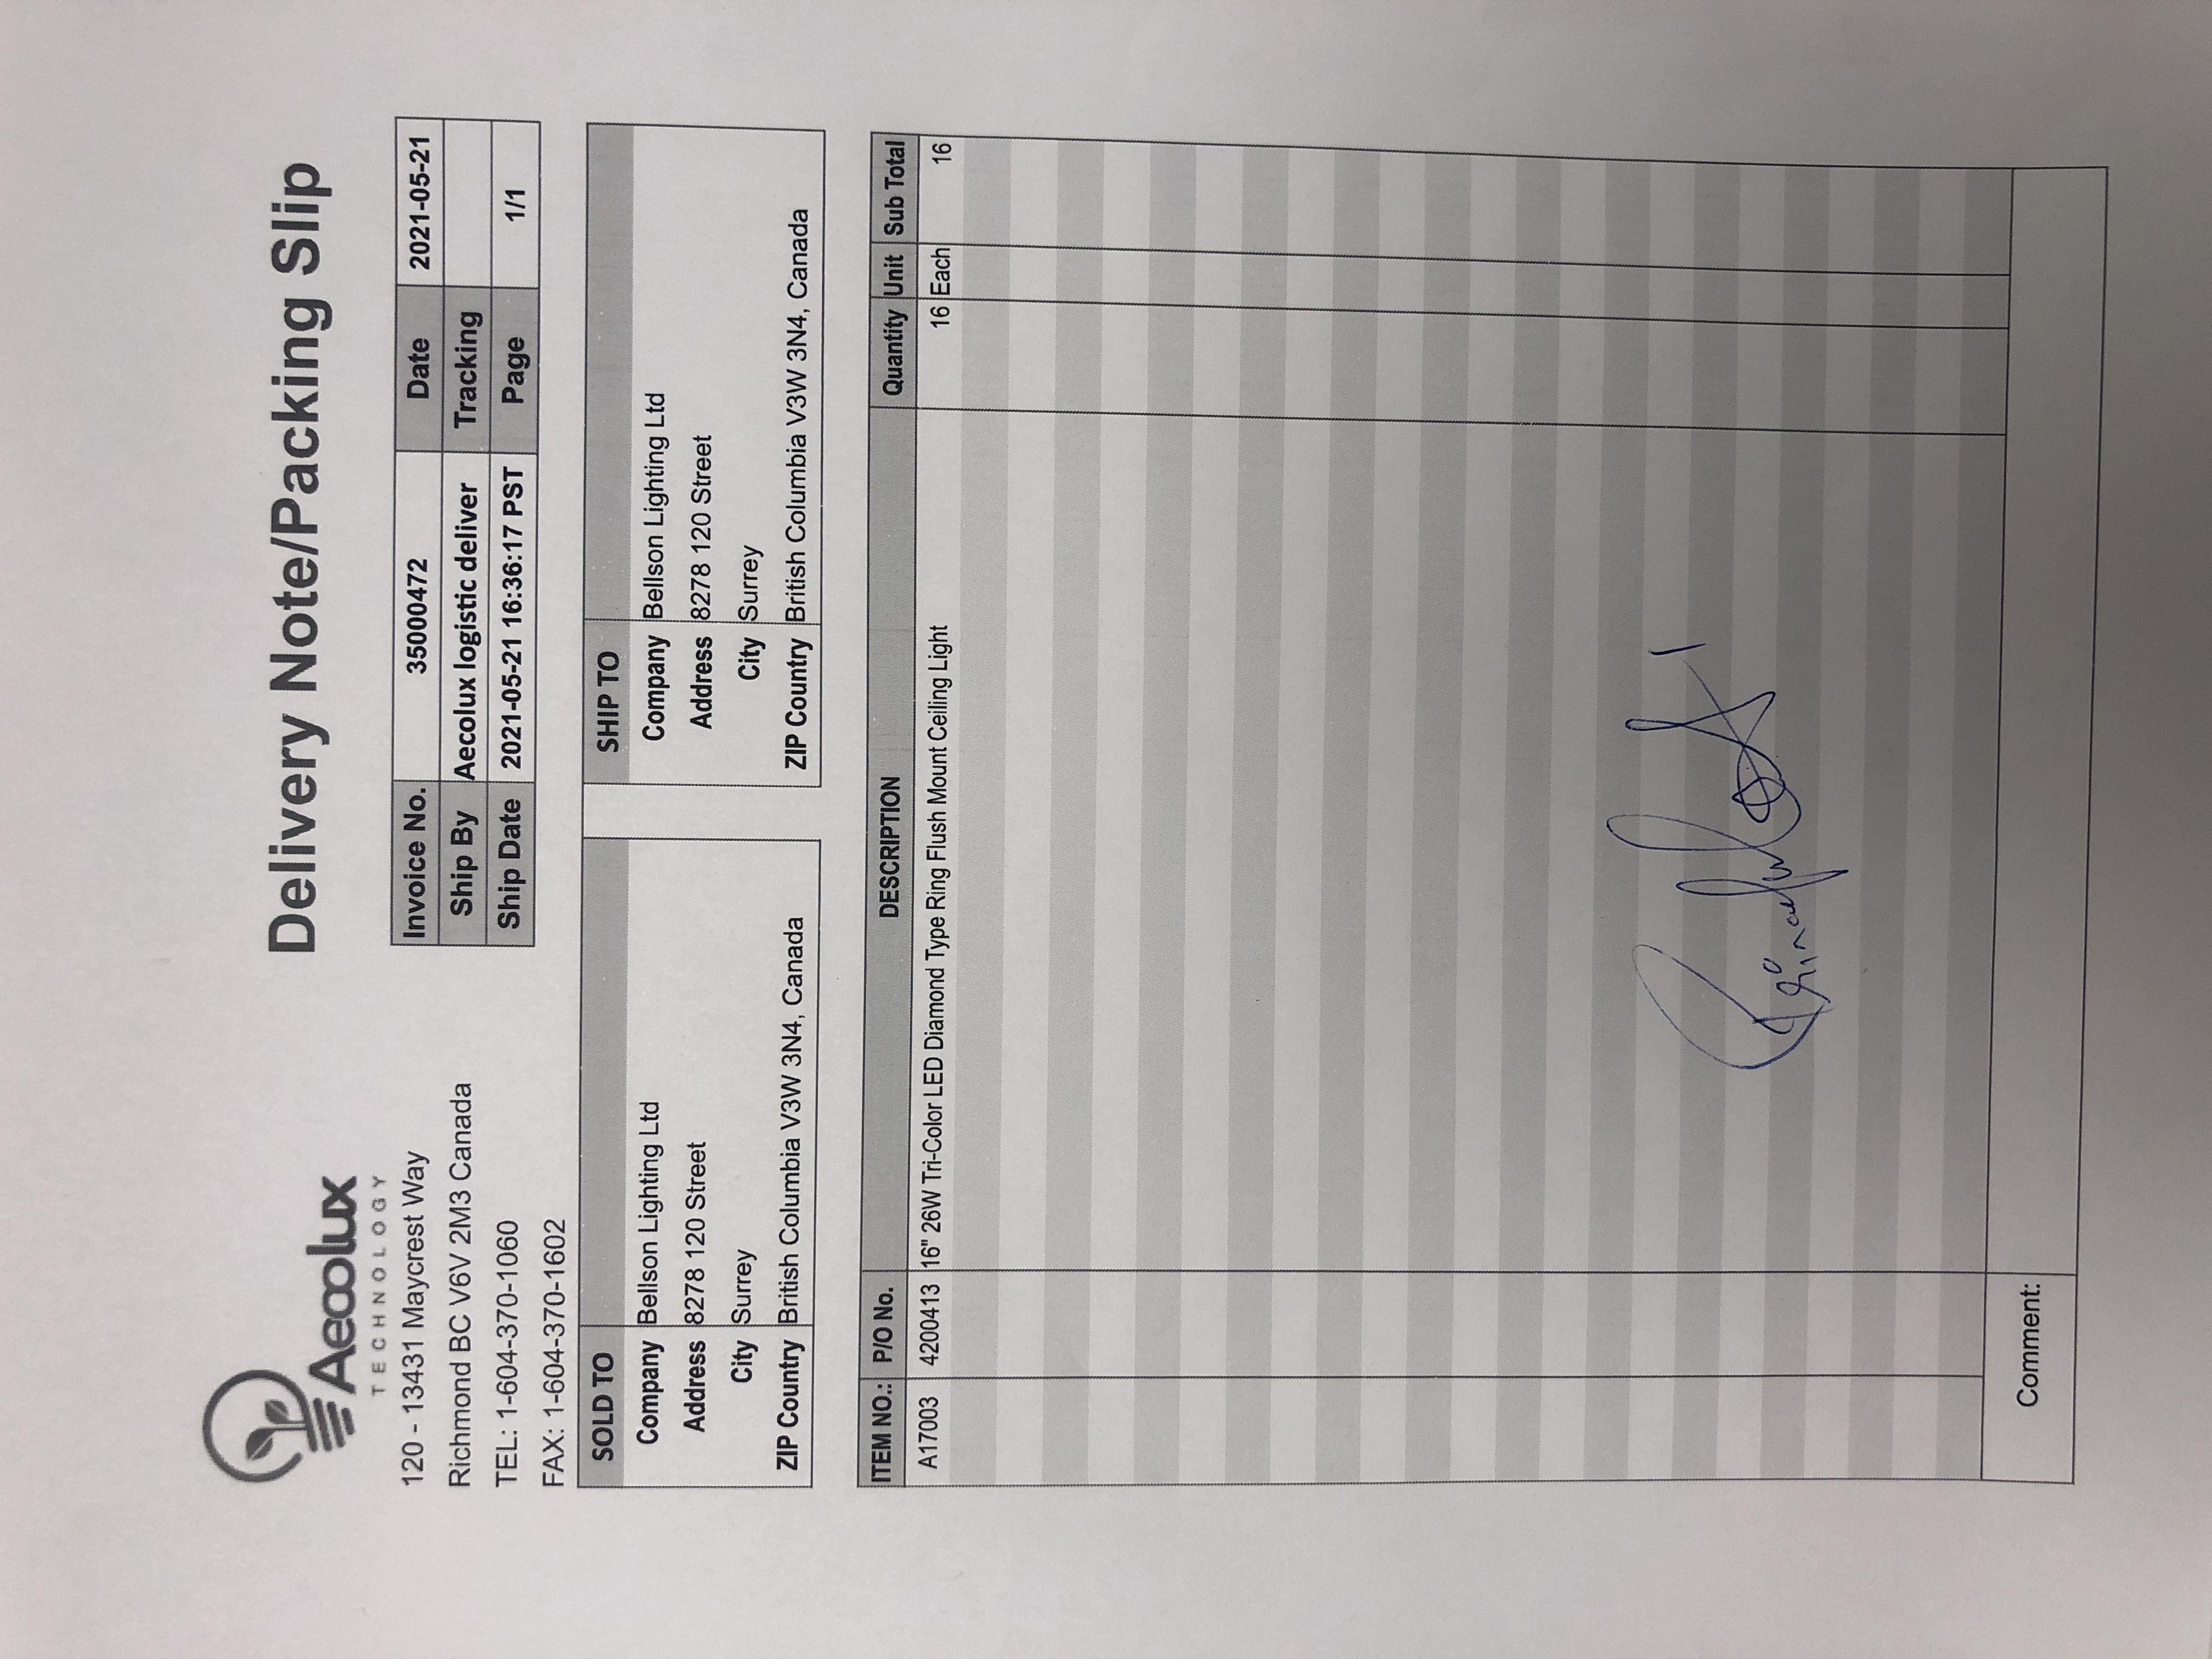 Aecolux
TECHNOLOGY
Delivery Note/Packing Slip
120 - 13431 Maycrest Way
Richmond BC V6V 2M3 Canada
TEL: 1-604-370-1060
FAX: 1-604-370-1602
Invoice No. 35000472 Date 2021-05-21
Ship By Aecolux logistic deliver Tracking
Ship Date 2021-05-21 16:36:17 PST Page 1/1
SOLD TO
Company Bellson Lighting Ltd
Address 8278 120 Street
City Surrey
ZIP Country British Columbia V3W 3N4, Canada
SHIP TO
Company Bellson Lighting Ltd
Address 8278 120 Street
City Surrey
ZIP Country British Columbia V3W 3N4, Canada
ITEM NO.: P/O No. DESCRIPTION Quantity Unit Sub Total
A17003 4200413 16" 26W Tri-Color LED Diamond Type Ring Flush Mount Ceiling Light 16 Each 16
Comment: